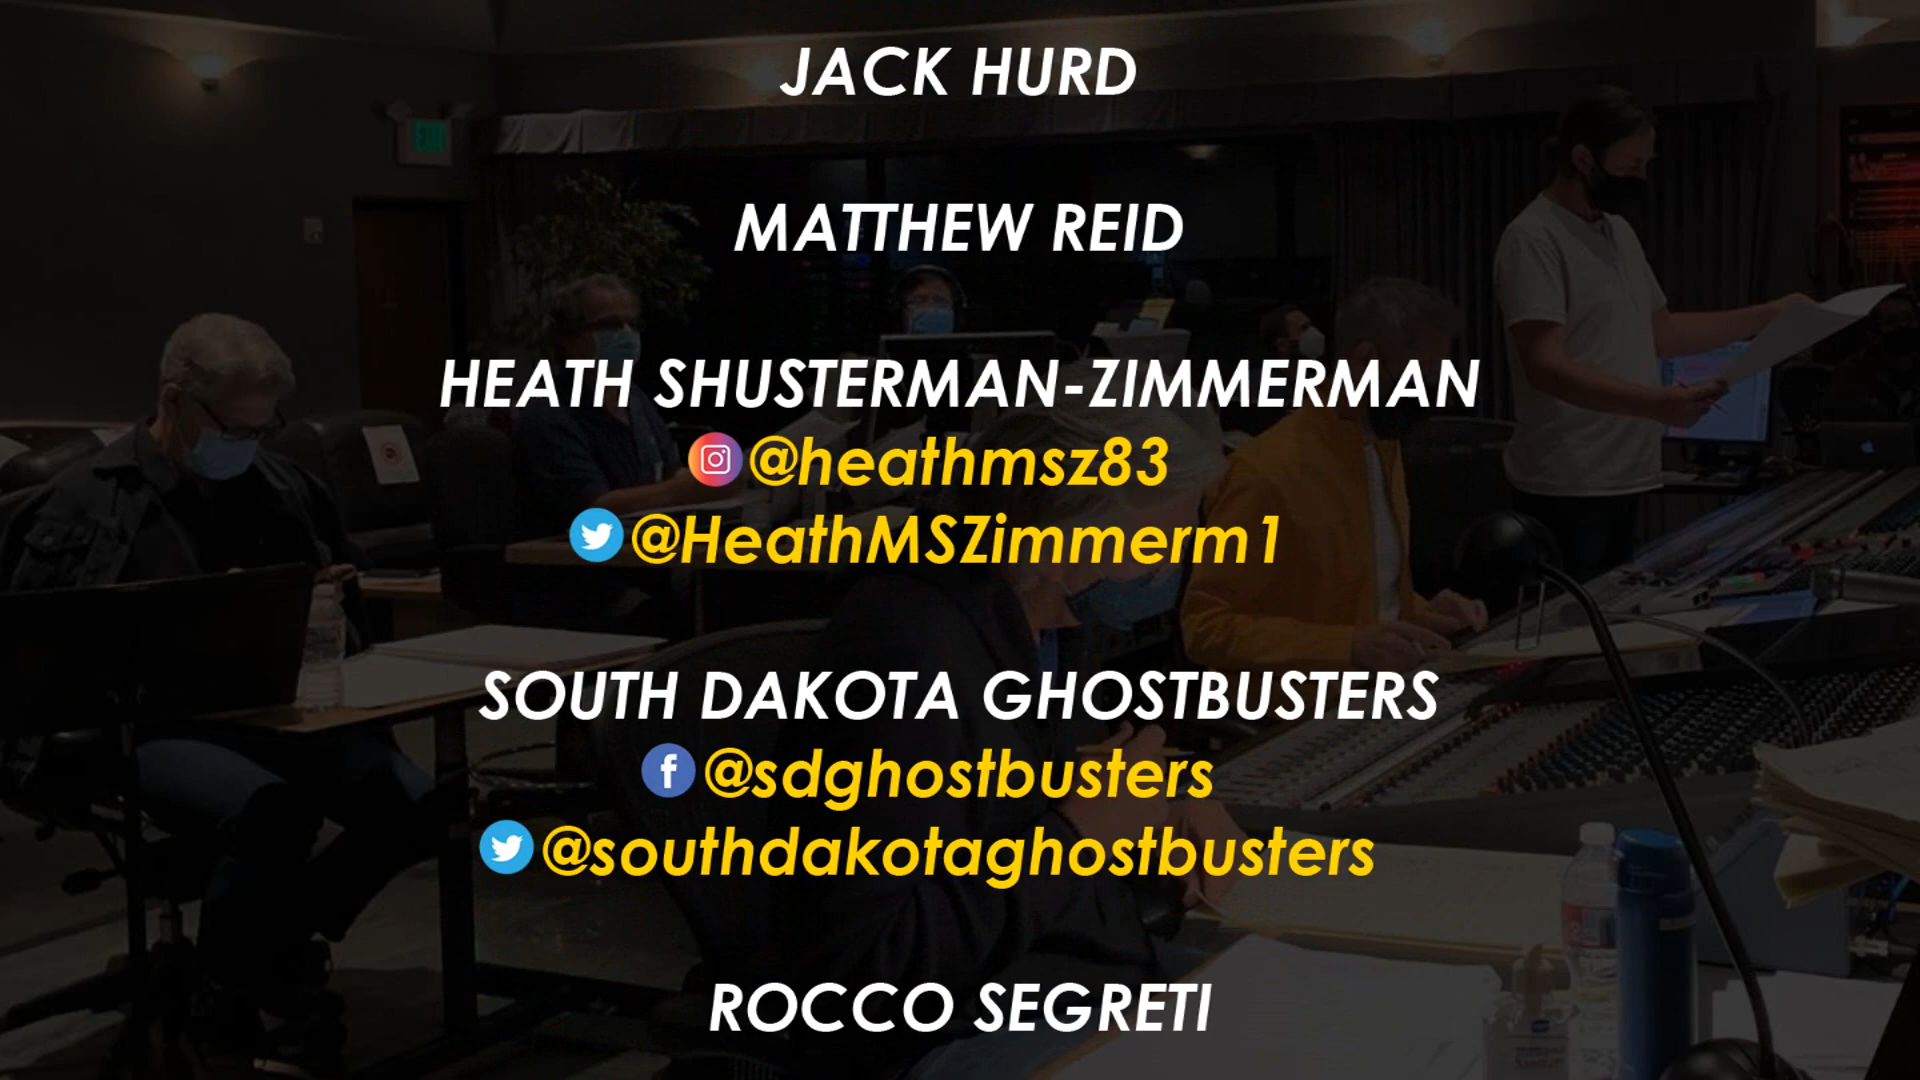 JACK HURD
MATTHEW REID
HEATH SHUSTERMAN-ZIMMERMAN
@heathmsz83
@HeathMSZimmerm1
SOUTH DAKOTA GHOSTBUSTERS
@sdghostbusters
@southdakotaghostbusters
ROCCO SEGRETI